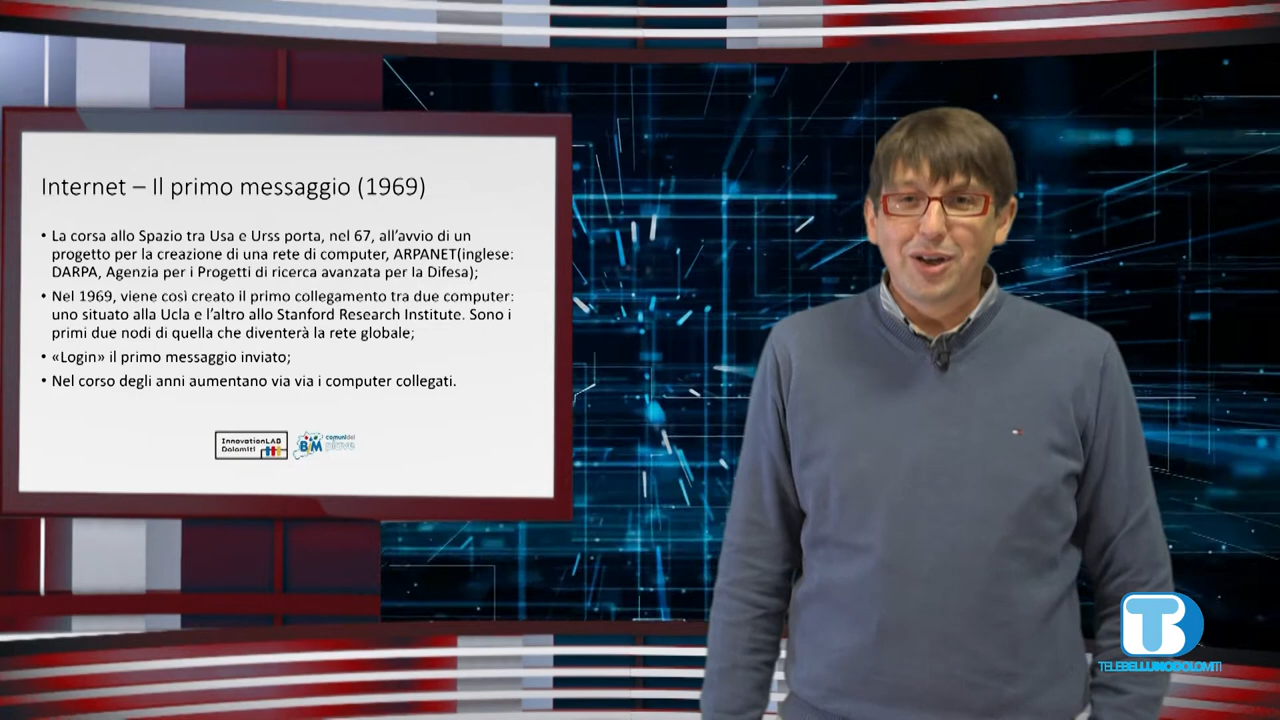 Internet – Il primo messaggio (1969)
• La corsa allo Spazio tra Usa e Urss porta, nel 67, all'avvio di un
progetto per la creazione di una rete di computer, ARPANET(inglese:
DARPA, Agenzia per i Progetti di ricerca avanzata per la Difesa);
• Nel 1969, viene così creato il primo collegamento tra due computer:
uno situato alla Ucla e l'altro allo Stanford Research Institute. Sono i
primi due nodi di quella che diventerà la rete globale;
• «Login» il primo messaggio inviato;
• Nel corso degli anni aumentano via via i computer collegati.
InnovationLAB
Dolomiti
BIM
comuni del
piave
TB
TELEBELLUNODOLOMITI